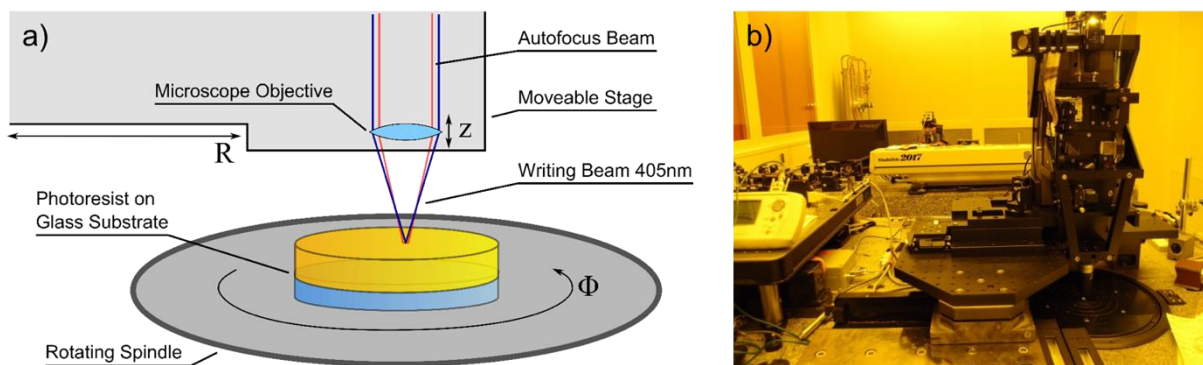 a)
Autofocus Beam
Microscope Objective
Moveable Stage
z
R
Writing Beam 405nm
Photoresist on
Glass Substrate
Φ
Rotating Spindle
b)
2017